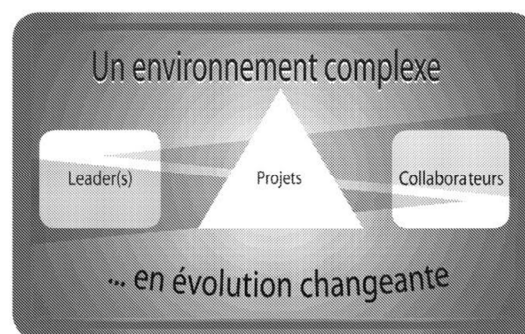 Un environnement complexe
Leader(s)
Projets
Collaborateurs
... en évolution changeante